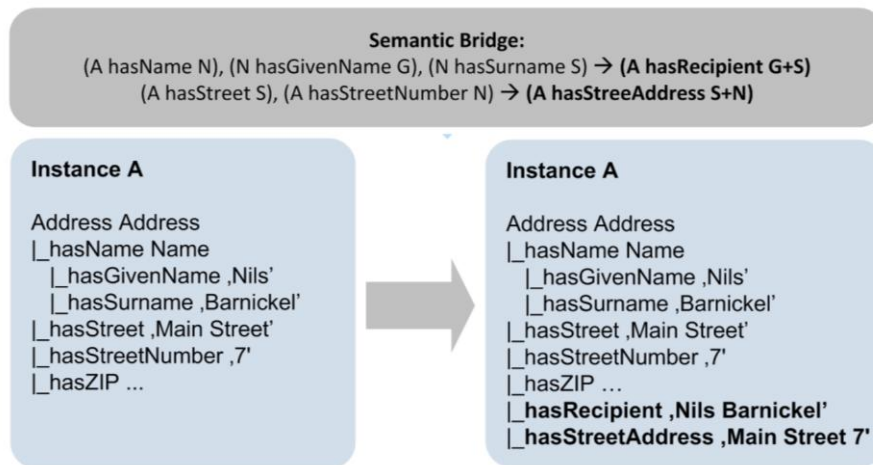 Semantic Bridge:
(A hasName N), (N hasGivenName G), (N hasSurname S) → (A hasRecipient G+S)
(A hasStreet S), (A hasStreetNumber N) → (A hasStreeAddress S+N)
Instance A
Address Address
|_hasName Name
|_hasGivenName ‚Nils’
|_hasSurname ‚Barnickel’
|_hasStreet ‚Main Street’
|_hasStreetNumber ‚7'
|_hasZIP ...
Instance A
Address Address
|_hasName Name
|_hasGivenName ‚Nils’
|_hasSurname ‚Barnickel’
|_hasStreet ‚Main Street’
|_hasStreetNumber ‚7'
|_hasZIP …
|_hasRecipient ‚Nils Barnickel’
|_hasStreetAddress ‚Main Street 7'